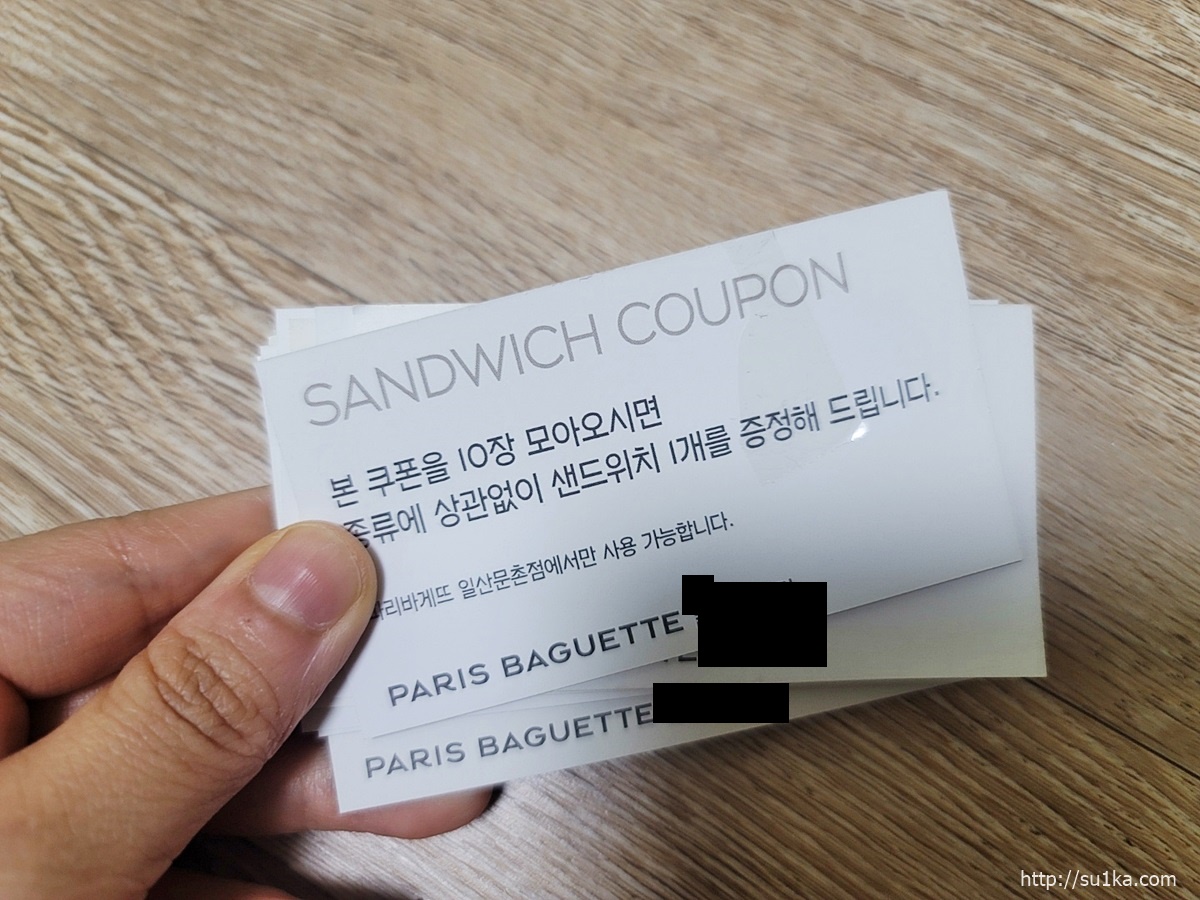 SANDWICH COUPON
본 쿠폰을 10장 모아오시면
종류에 상관없이 샌드위치 1개를 증정해 드립니다.
파리바게뜨 일산문촌점에서만 사용 가능합니다.
PARIS BAGUETTE
PARIS BAGUETTE
http://su1ka.com